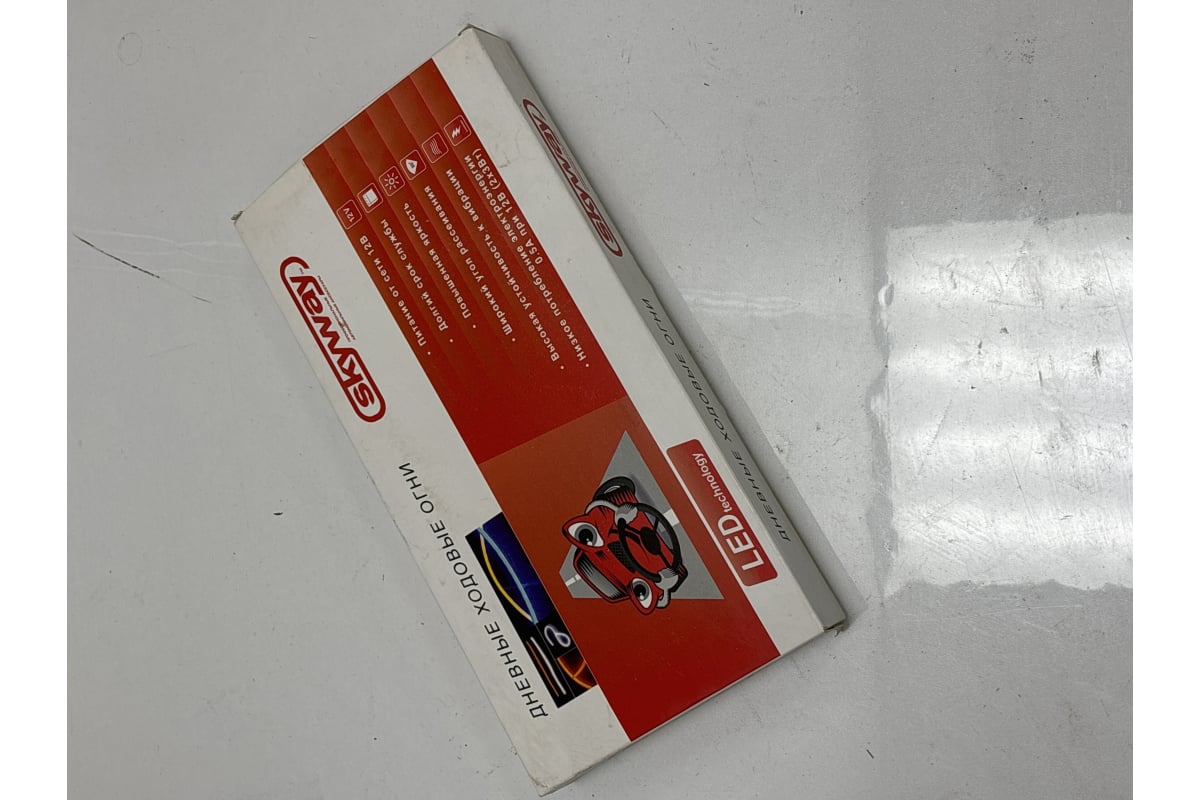 skyway
ДНЕВНЫЕ ХОДОВЫЕ ОГНИ
12V
• Питание от сети 12В
• Долгий срок службы
• Повышенная яркость
• Широкий угол рассеивания
• Высокая устойчивость к вибрации
• Низкое потребление электроэнергии
0.5А при 12В (2х3Вт)
LED technology
skyway
ДНЕВНЫЕ ХОДОВЫЕ ОГНИ